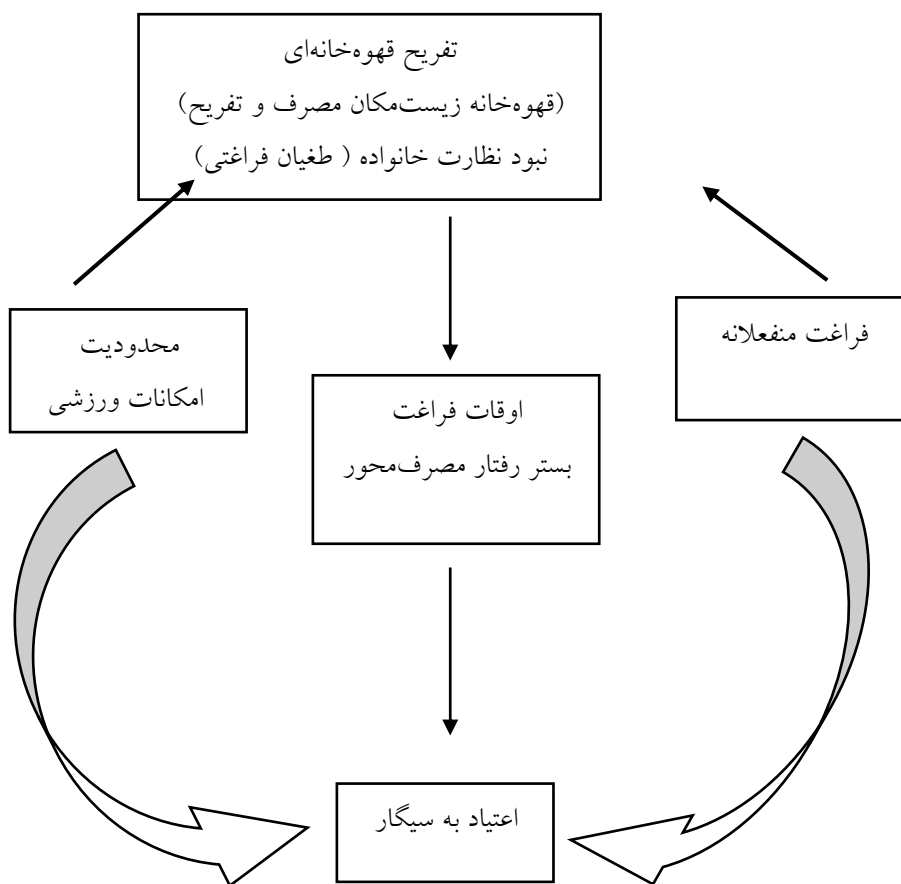 تفریح قهوه‌خانه‌ای
(قهوه‌خانه زیست‌مکان مصرف و تفریح)
نبود نظارت خانواده ( طغیان فراغتی)
فراغت منفعلانه
محدودیت
امکانات ورزشی
اوقات فراغت
بستر رفتار مصرف‌محور
اعتیاد به سیگار